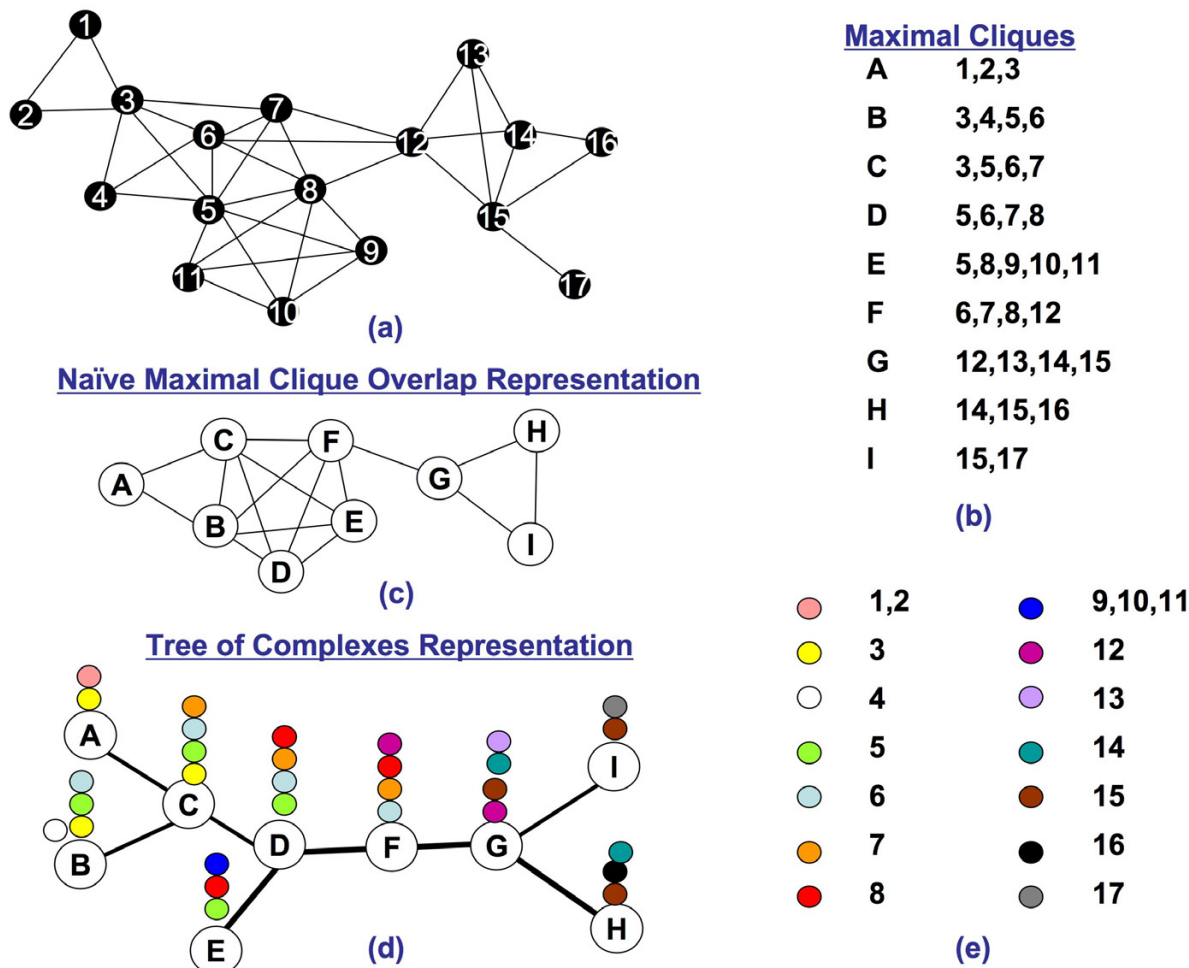 1
13
3
7
2
6
12
14
16
4
5
8
15
9
11
17
10
(a)
Maximal Cliques
A 1,2,3
B 3,4,5,6
C 3,5,6,7
D 5,6,7,8
E 5,8,9,10,11
F 6,7,8,12
G 12,13,14,15
H 14,15,16
I 15,17
(b)
Naïve Maximal Clique Overlap Representation
H
C
F
A
G
B
E
I
D
(c)
Tree of Complexes Representation
A
I
C
D
F
G
B
H
E
(d)
1,2 9,10,11
3 12
4 13
5 14
6 15
7 16
8 17
(e)